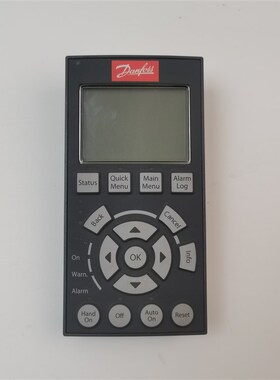 Danfoss
Status
Quick Menu
Main Menu
Alarm Log
Back
Cancel
Info
OK
On
Warn.
Alarm
Hand On
Off
Auto On
Reset